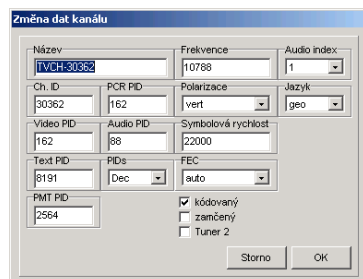 Změna dat kanálu
Název Frekvence Audio index
TVCH-30362 10788 1
Ch. ID PCR PID Polarizace Jazyk
30362 162 vert geo
Video PID Audio PID Symbolová rychlost
162 88 22000
Text PID PIDs FEC
8191 Dec auto
PMT PID
2564
kódovaný
zamčený
Tuner 2
Storno OK